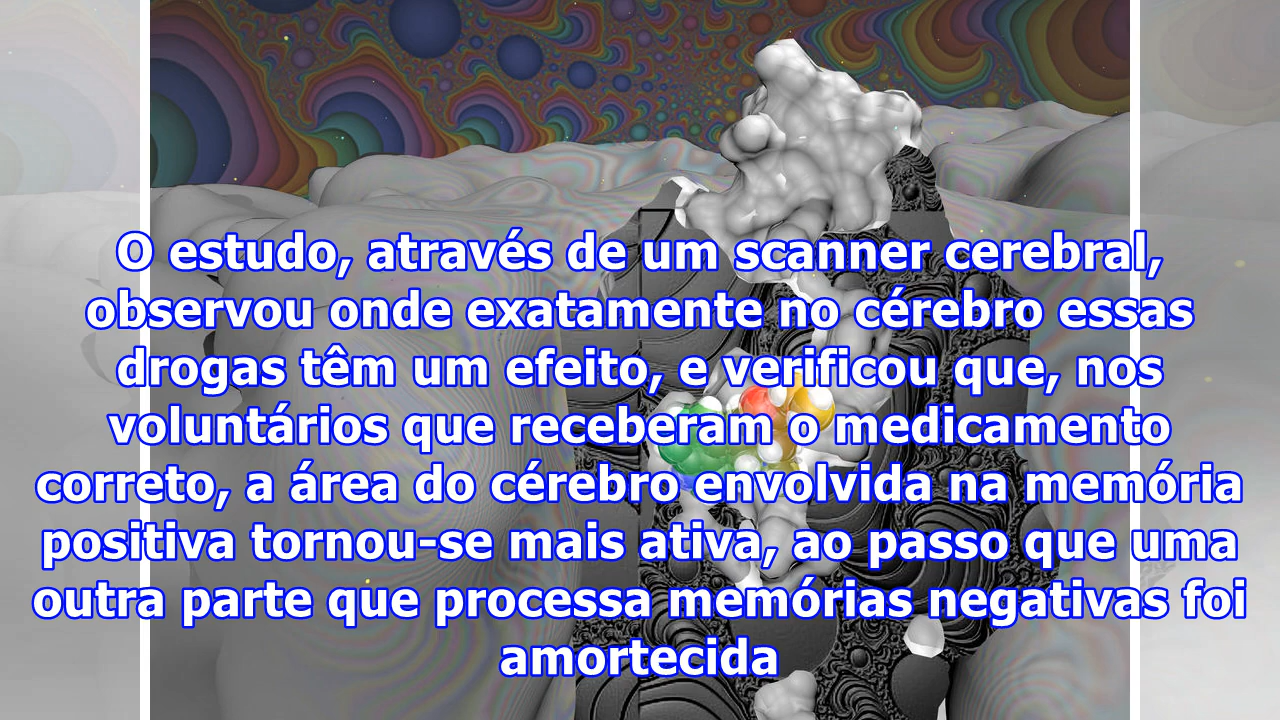 O estudo, através de um scanner cerebral,
observou onde exatamente no cérebro essas
drogas têm um efeito, e verificou que, nos
voluntários que receberam o medicamento
correto, a área do cérebro envolvida na memória
positiva tornou-se mais ativa, ao passo que uma
outra parte que processa memórias negativas foi
amortecida